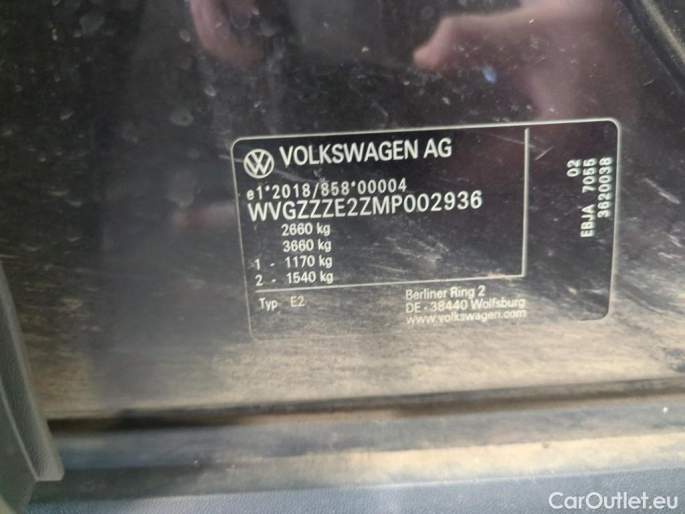 VOLKSWAGEN AG
e1*2018/858*00004
WVGZZZE2ZMP002936
2660 kg
3660 kg
1 - 1170 kg
2 - 1540 kg
Typ E2
Berliner Ring 2
DE - 38440 Wolfsburg
www.volkswagen.com
02
EBJA 7055
3620038
CarOutlet.eu